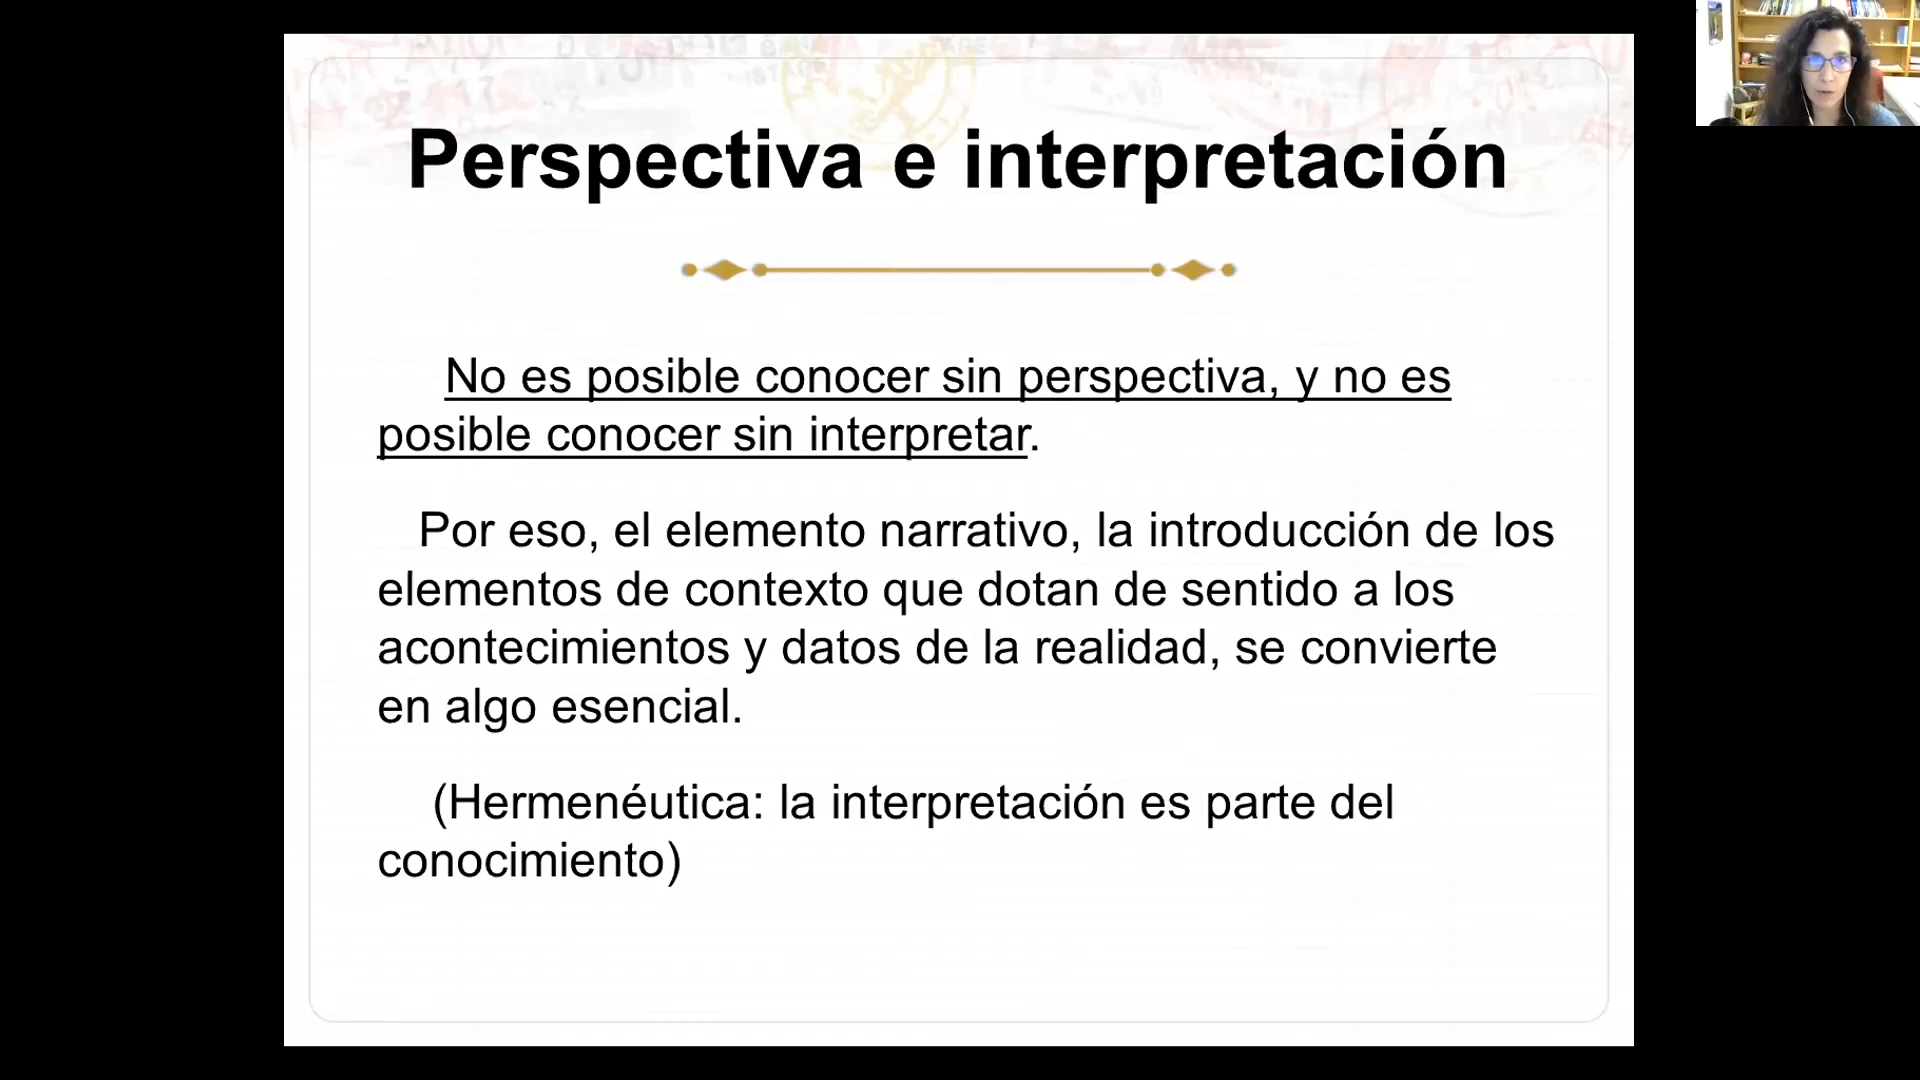 Perspectiva e interpretación
No es posible conocer sin perspectiva, y no es
posible conocer sin interpretar.
Por eso, el elemento narrativo, la introducción de los
elementos de contexto que dotan de sentido a los
acontecimientos y datos de la realidad, se convierte
en algo esencial.
(Hermenéutica: la interpretación es parte del
conocimiento)